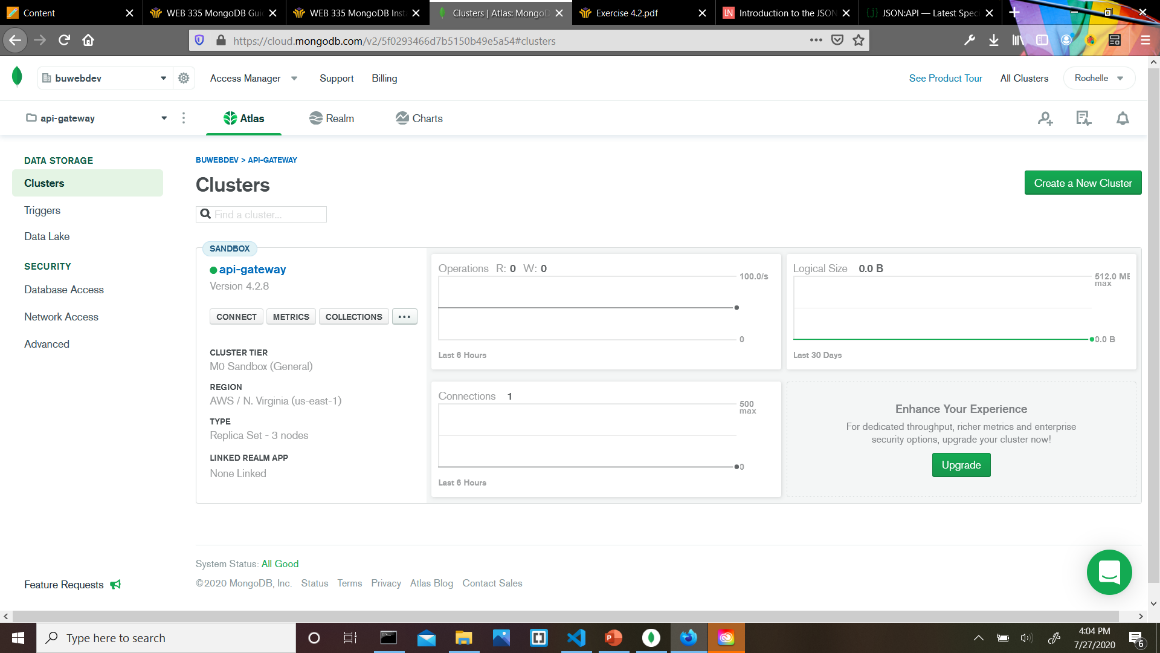 Content
WEB 335 MongoDB Gui
WEB 335 MongoDB Inst
Clusters | Atlas: Mongol
Exercise 4.2.pdf
Introduction to the JSON
JSON:API — Latest Spec
https://cloud.mongodb.com/v2/5f0293466d7b5150b49e5a54#clusters
buwebdev
Access Manager
Support
Billing
See Product Tour
All Clusters
Rochelle
api-gateway
Atlas
Realm
Charts
DATA STORAGE
Clusters
Triggers
Data Lake
SECURITY
Database Access
Network Access
Advanced
Feature Requests
BUWEBDEV > API-GATEWAY
Clusters
Create a New Cluster
Find a cluster...
SANDBOX
api-gateway
Version 4.2.8
CONNECT
METRICS
COLLECTIONS
CLUSTER TIER
M0 Sandbox (General)
REGION
AWS / N. Virginia (us-east-1)
TYPE
Replica Set - 3 nodes
LINKED REALM APP
None Linked
Operations R: 0 W: 0
100.0/s
0
Last 6 Hours
Logical Size 0.0 B
512.0 MB
max
0.0 B
Last 30 Days
Connections 1
500
max
0
Last 6 Hours
Enhance Your Experience
For dedicated throughput, richer metrics and enterprise
security options, upgrade your cluster now!
Upgrade
System Status: All Good
©2020 MongoDB, Inc. Status Terms Privacy Atlas Blog Contact Sales
Type here to search
4:04 PM
7/27/2020
6